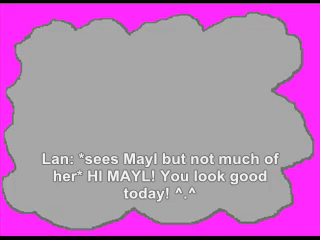 Lan: *sees Mayl but not much of
her* HI MAYL! You look good
today! ^.^